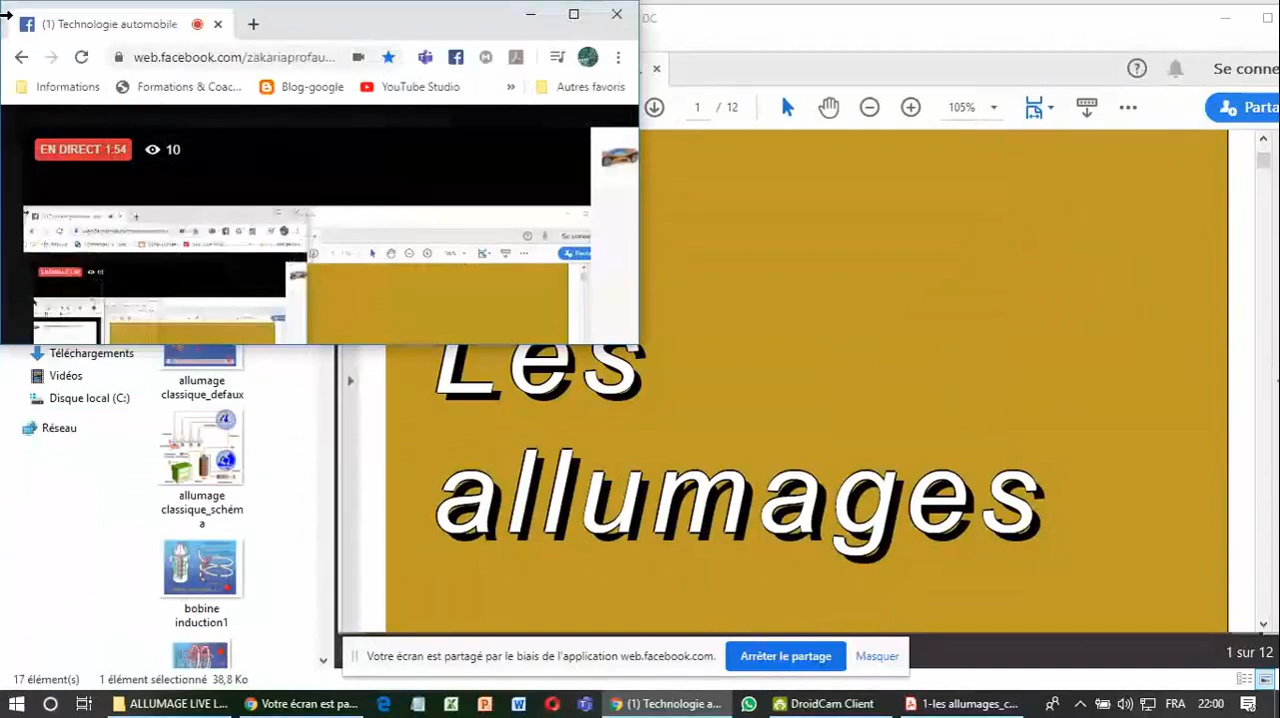 (1) Technologie automobile
web.facebook.com/zakariaprofau...
Informations
Formations & Coac...
Blog-google
YouTube Studio
»
Autres favoris
EN DIRECT 1:54
10
DC
Se conne
1 / 12
105%
Parta
Téléchargements
Vidéos
Disque local (C:)
Réseau
allumage
classique_defaux
allumage
classique_schém
a
bobine
induction1
Les
allumages
17 élément(s) 1 élément sélectionné 38,8 Ko
Votre écran est partagé par le biais de l'application web.facebook.com.
Arrêter le partage
Masquer
1 sur 12
ALLUMAGE LIVE L...
Votre écran est pa...
(1) Technologie a...
DroidCam Client
1-les allumages_c...
FRA
22:00